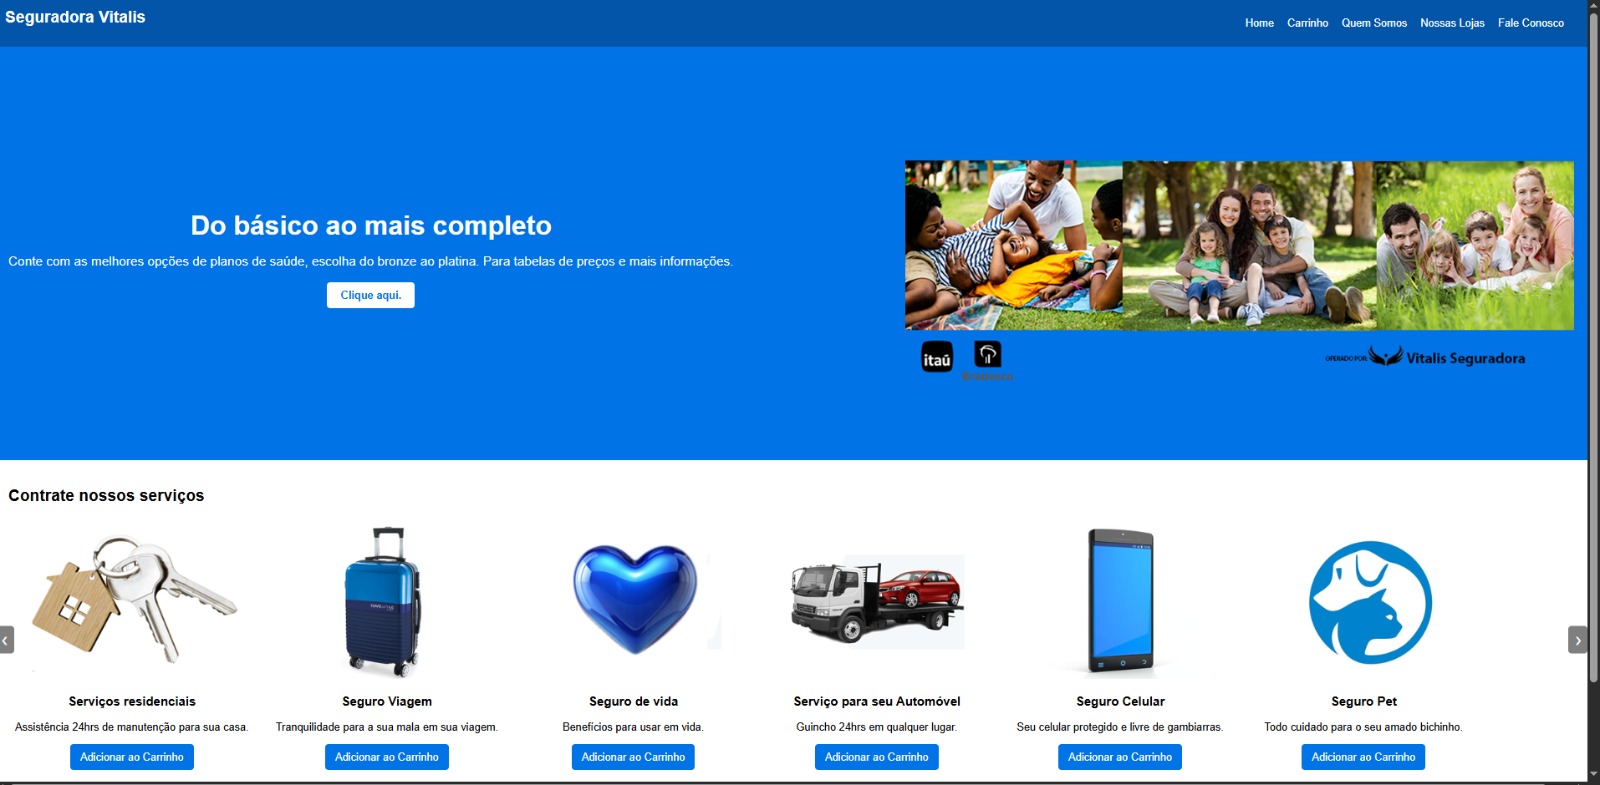 Seguradora Vitalis
Home Carrinho Quem Somos Nossas Lojas Fale Conosco
Do básico ao mais completo
Conte com as melhores opções de planos de saúde, escolha do bronze ao platina. Para tabelas de preços e mais informações.
Clique aqui.
itaú
OPERADO POR: Vitalis Seguradora
Contrate nossos serviços
Serviços residenciais
Assistência 24hrs de manutenção para sua casa.
Adicionar ao Carrinho
Seguro Viagem
Tranquilidade para a sua mala em sua viagem.
Adicionar ao Carrinho
Seguro de vida
Benefícios para usar em vida.
Adicionar ao Carrinho
Serviço para seu Automóvel
Guincho 24hrs em qualquer lugar.
Adicionar ao Carrinho
Seguro Celular
Seu celular protegido e livre de gambiarras.
Adicionar ao Carrinho
Seguro Pet
Todo cuidado para o seu amado bichinho.
Adicionar ao Carrinho